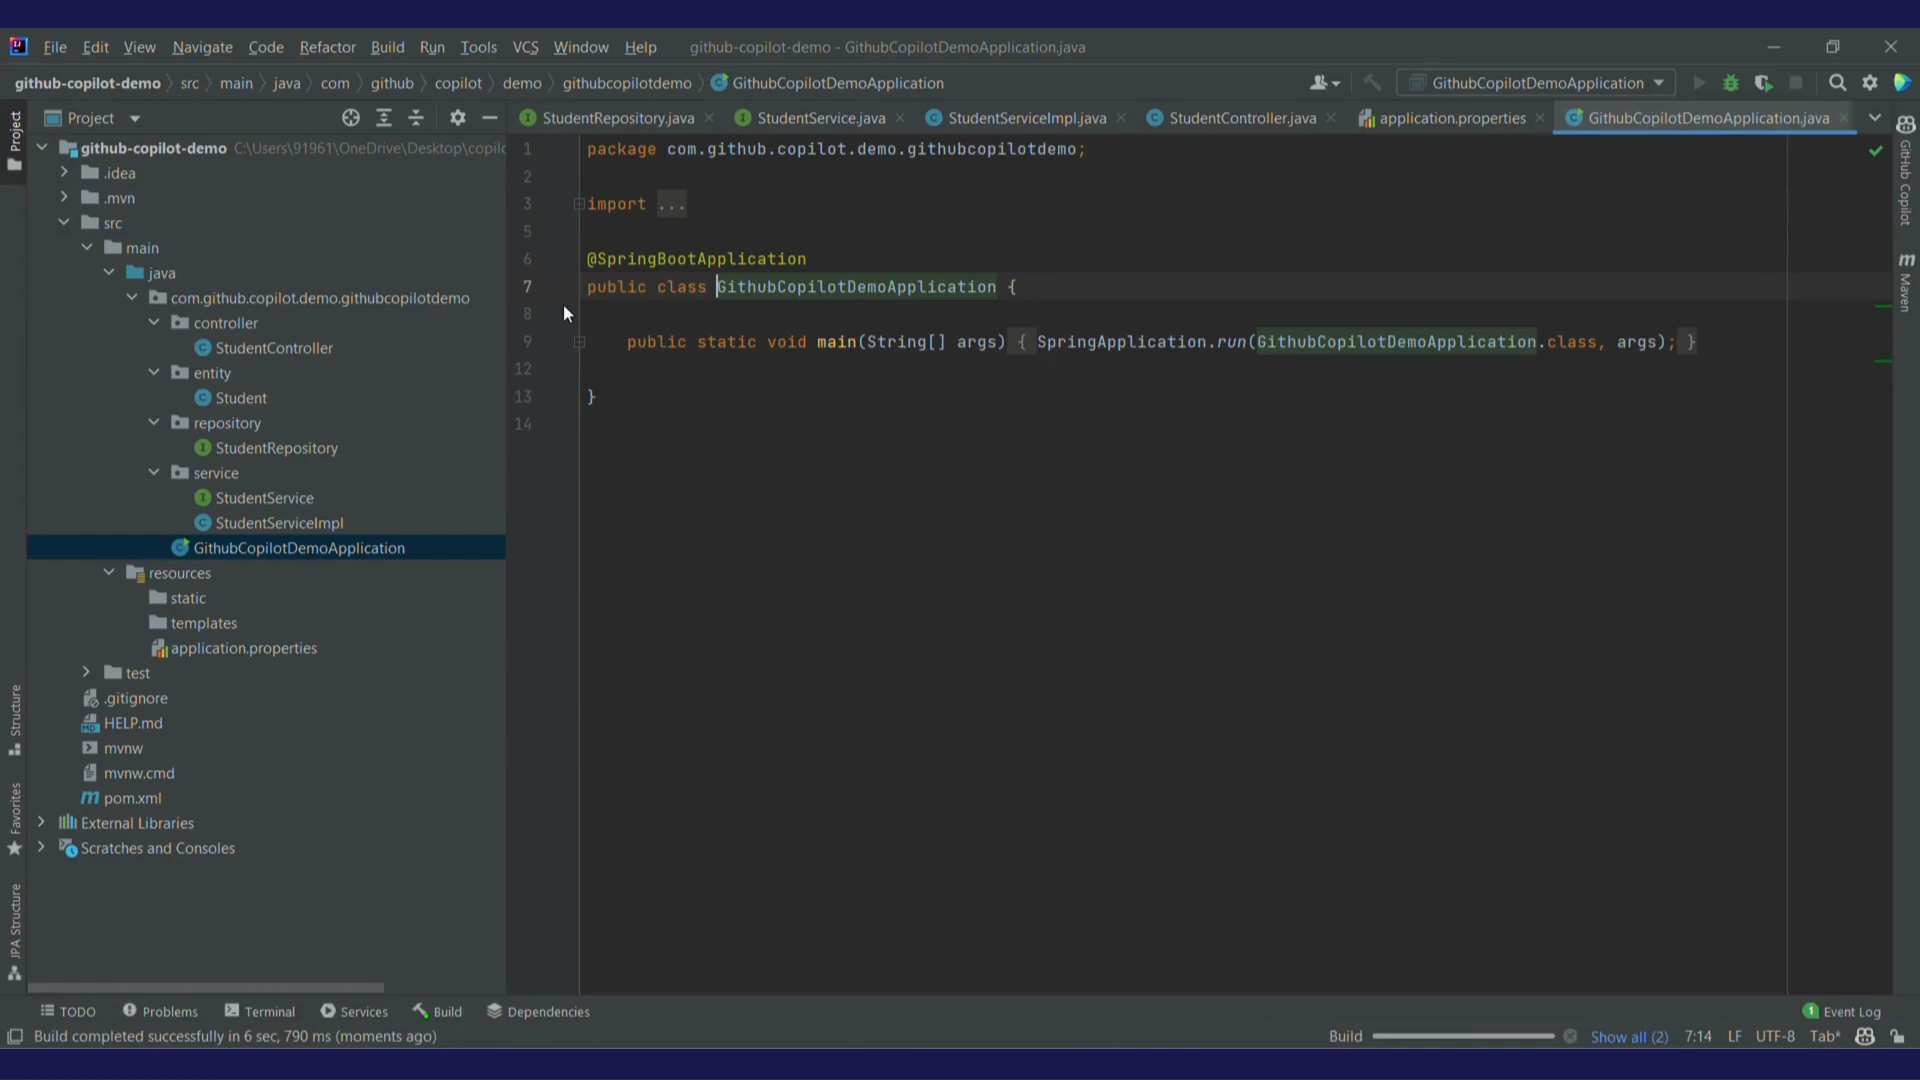 File Edit View Navigate Code Refactor Build Run Tools VCS Window Help github-copilot-demo - GithubCopilotDemoApplication.java
github-copilot-demo src main java com github copilot demo githubcopilotdemo GithubCopilotDemoApplication GithubCopilotDemoApplication
Project StudentRepository.java StudentService.java StudentServiceImpl.java StudentController.java application.properties GithubCopilotDemoApplication.java
github-copilot-demo C:\Users\91961\OneDrive\Desktop\copilo
.idea
.mvn
src
main
java
com.github.copilot.demo.githubcopilotdemo
controller
StudentController
entity
Student
repository
StudentRepository
service
StudentService
StudentServiceImpl
GithubCopilotDemoApplication
resources
static
templates
application.properties
test
.gitignore
HELP.md
mvnw
mvnw.cmd
pom.xml
External Libraries
Scratches and Consoles
1 package com.github.copilot.demo.githubcopilotdemo;
2
3 import ...
5
6 @SpringBootApplication
7 public class GithubCopilotDemoApplication {
8
9 public static void main(String[] args) { SpringApplication.run(GithubCopilotDemoApplication.class, args); }
12
13 }
14
Project
Structure
Favorites
JPA Structure
GitHub Copilot
Maven
TODO Problems Terminal Services Build Dependencies 1 Event Log
Build completed successfully in 6 sec, 790 ms (moments ago) Build Show all (2) 7:14 LF UTF-8 Tab*